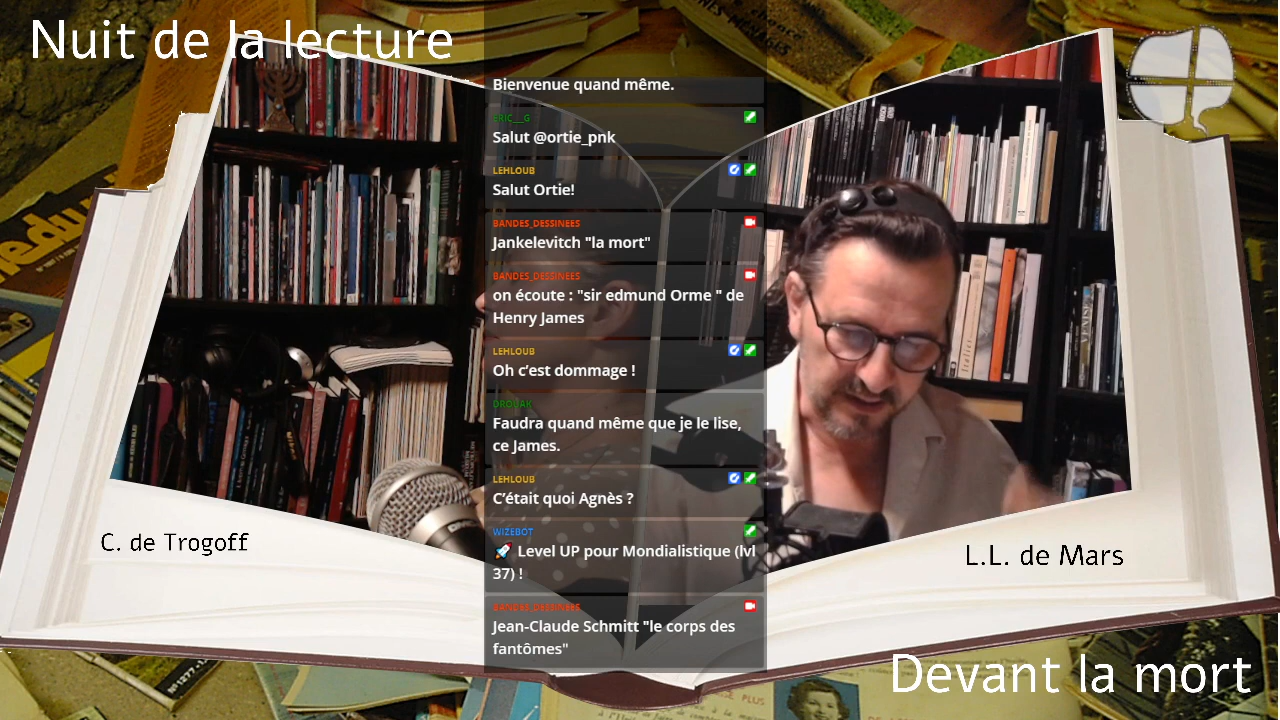 Nuit de la lecture
Bienvenue quand même.
ERIC__G
Salut @ortie_pnk
LEHLOUB
Salut Ortie!
BANDES_DESSINEES
Jankelevitch "la mort"
BANDES_DESSINEES
on écoute : "sir edmund Orme " de
Henry James
LEHLOUB
Oh c’est dommage !
DROUAK
Faudra quand même que je le lise,
ce James.
LEHLOUB
C’était quoi Agnès ?
WIZEBOT
🚀 Level UP pour Mondialistique (lvl
37) !
BANDES_DESSINEES
Jean-Claude Schmitt "le corps des
fantômes"
C. de Trogoff
L.L. de Mars
Devant la mort